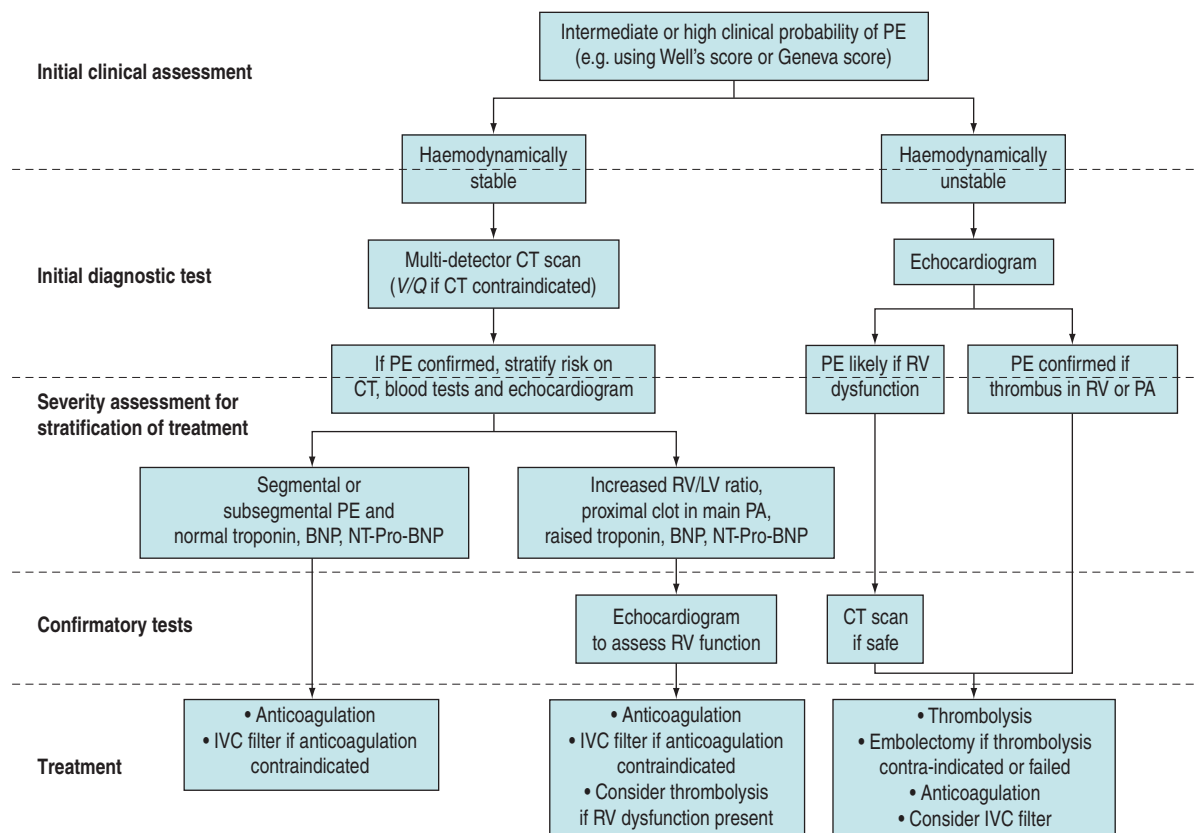 Initial clinical assessment
Intermediate or high clinical probability of PE
(e.g. using Well's score or Geneva score)
Haemodynamically
stable
Haemodynamically
unstable
Initial diagnostic test
Multi-detector CT scan
(V/Q if CT contraindicated)
Echocardiogram
If PE confirmed, stratify risk on
CT, blood tests and echocardiogram
PE likely if RV
dysfunction
PE confirmed if
thrombus in RV or PA
Severity assessment for
stratification of treatment
Segmental or
subsegmental PE and
normal troponin, BNP, NT-Pro-BNP
Increased RV/LV ratio,
proximal clot in main PA,
raised troponin, BNP, NT-Pro-BNP
Confirmatory tests
Echocardiogram
to assess RV function
CT scan
if safe
Treatment
• Anticoagulation
• IVC filter if anticoagulation
contraindicated
• Anticoagulation
• IVC filter if anticoagulation
contraindicated
• Consider thrombolysis
if RV dysfunction present
• Thrombolysis
• Embolectomy if thrombolysis
contra-indicated or failed
• Anticoagulation
• Consider IVC filter